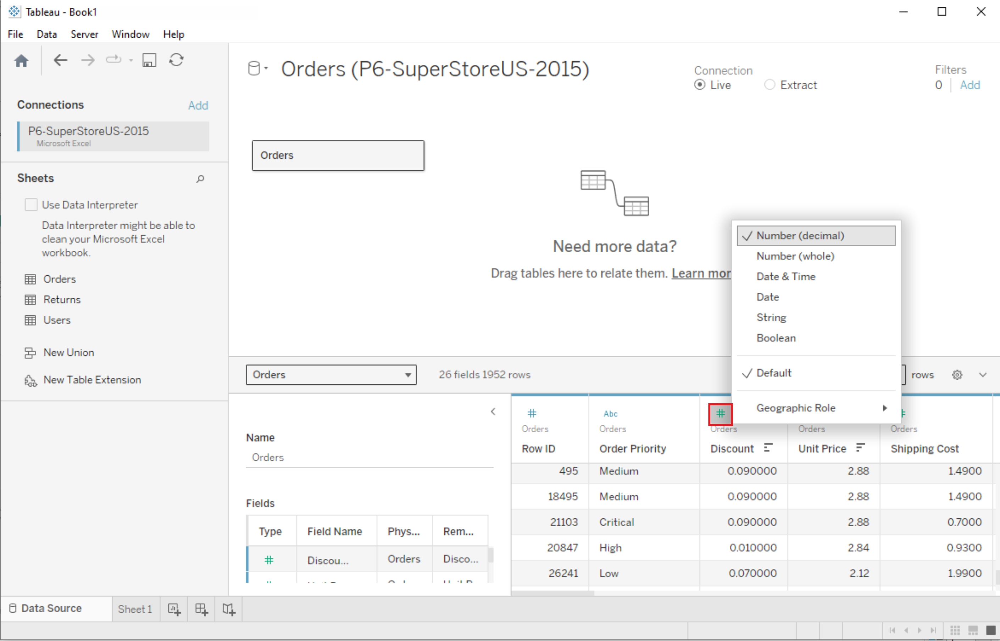 Tableau - Book1
File Data Server Window Help
Orders (P6-SuperStoreUS-2015)
Connection
Live Extract
Filters
0 Add
Connections Add
P6-SuperStoreUS-2015
Microsoft Excel
Orders
Sheets
Use Data Interpreter
Data Interpreter might be able to
clean your Microsoft Excel
workbook.
Orders
Returns
Users
New Union
New Table Extension
Need more data?
Drag tables here to relate them. Learn mor
Number (decimal)
Number (whole)
Date & Time
Date
String
Boolean
Default
Geographic Role
Orders 26 fields 1952 rows rows
Name
Orders
Fields
Type Field Name Phys... Rem...
# Discou... Orders Disco...
# Abc # #
Orders Orders Orders Orders Orders
Row ID Order Priority Discount Unit Price Shipping Cost
495 Medium 0.090000 2.88 1.4900
18495 Medium 0.090000 2.88 1.4900
21103 Critical 0.090000 2.88 0.7000
20847 High 0.010000 2.84 0.9300
26241 Low 0.070000 2.12 1.9900
Data Source Sheet 1